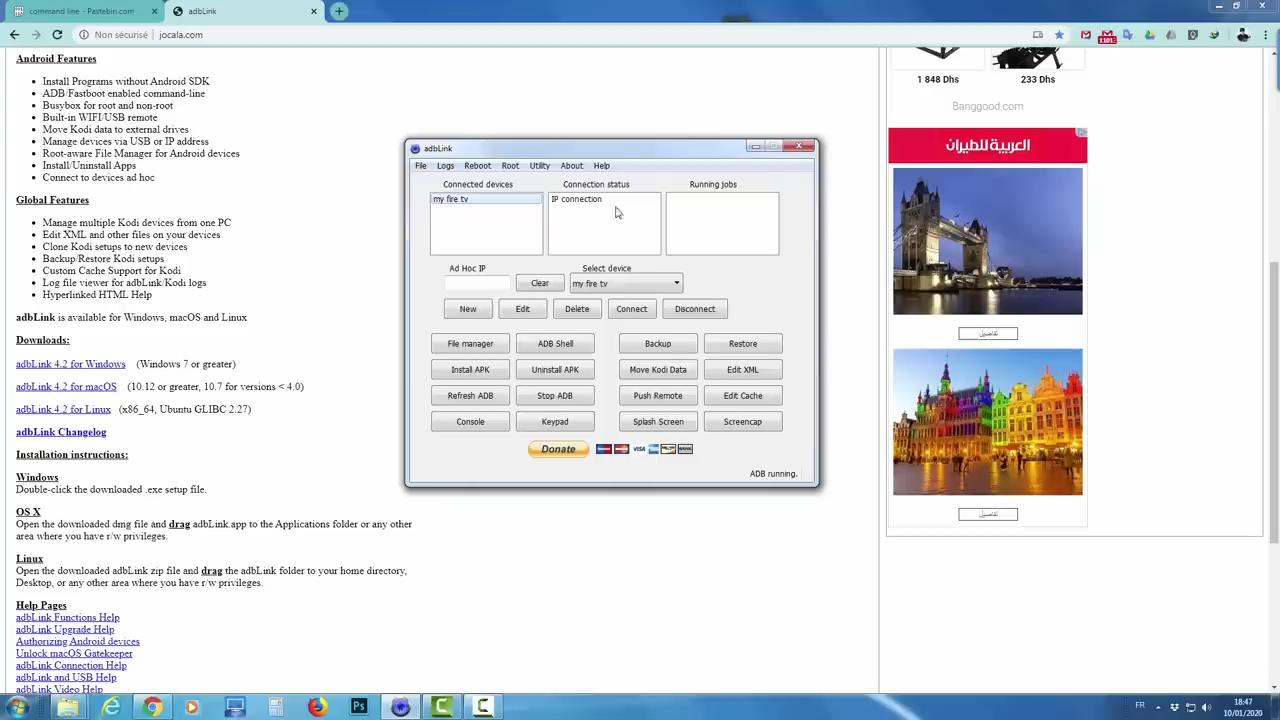 command line - Pastebin.com
adbLink
Non sécurisé
jocala.com
Android Features
Install Programs without Android SDK
ADB/Fastboot enabled command-line
Busybox for root and non-root
Built-in WIFI/USB remote
Move Kodi data to external drives
Manage devices via USB or IP address
Root-aware File Manager for Android devices
Install/Uninstall Apps
Connect to devices ad hoc
Global Features
Manage multiple Kodi devices from one PC
Edit XML and other files on your devices
Clone Kodi setups to new devices
Backup/Restore Kodi setups
Custom Cache Support for Kodi
Log file viewer for adbLink/Kodi logs
Hyperlinked HTML Help
adbLink is available for Windows, macOS and Linux
Downloads:
adbLink 4.2 for Windows (Windows 7 or greater)
adbLink 4.2 for macOS (10.12 or greater, 10.7 for versions < 4.0)
adbLink 4.2 for Linux (x86_64, Ubuntu GLIBC 2.27)
adbLink Changelog
Installation instructions:
Windows
Double-click the downloaded .exe setup file.
OS X
Open the downloaded dmg file and drag adbLink.app to the Applications folder or any other
area where you have r/w privileges.
Linux
Open the downloaded adbLink zip file and drag the adbLink folder to your home directory,
Desktop, or any other area where you have r/w privileges.
Help Pages
adbLink Functions Help
adbLink Upgrade Help
Authorizing Android devices
Unlock macOS Gatekeeper
adbLink Connection Help
adbLink and USB Help
adbLink Video Help
adbLink
File Logs Reboot Root Utility About Help
Connected devices Connection status Running jobs
my fire tv IP connection
Ad Hoc IP Select device
Clear my fire tv
New Edit Delete Connect Disconnect
File manager ADB Shell Backup Restore
Install APK Uninstall APK Move Kodi Data Edit XML
Refresh ADB Stop ADB Push Remote Edit Cache
Console Keypad Splash Screen Screencap
Donate VISA
ADB running.
1 848 Dhs 233 Dhs
Banggood.com
العربية للطيران
تفاصيل
تفاصيل
Ps
FR
18:47
10/01/2020